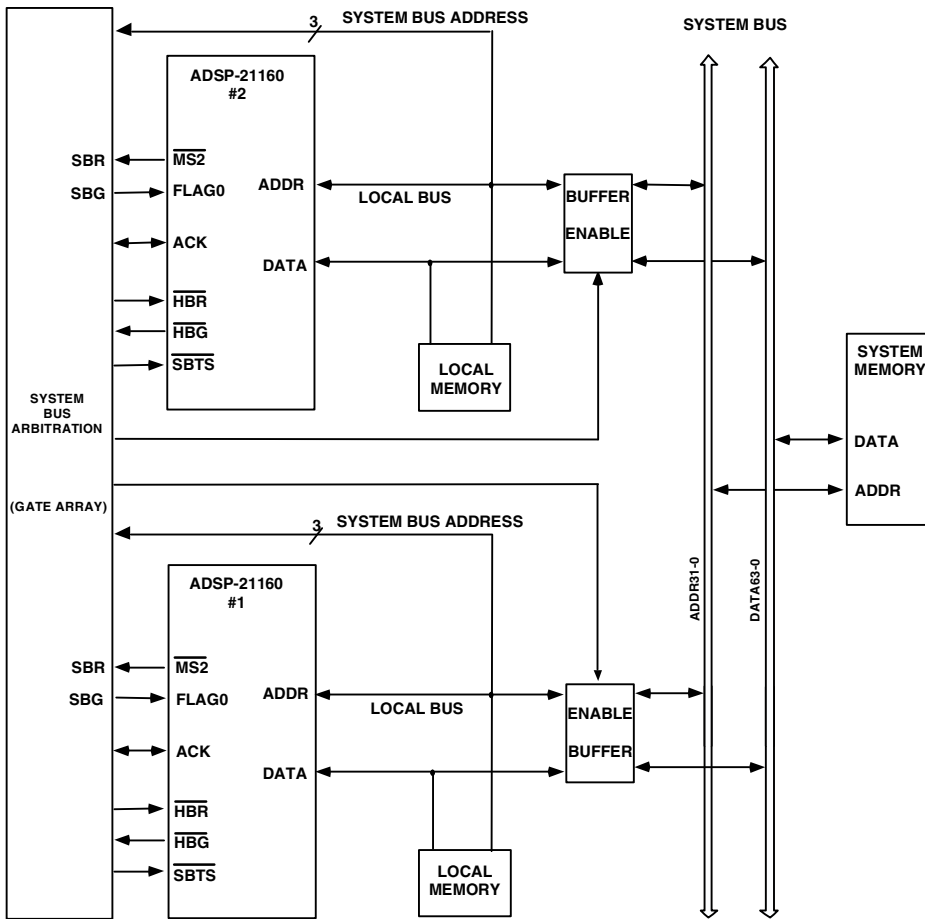 3 SYSTEM BUS ADDRESS
SYSTEM BUS
ADSP-21160
#2
SBR
MS2
SBG
FLAG0
ACK
HBR
HBG
SBTS
ADDR
DATA
LOCAL BUS
BUFFER
ENABLE
LOCAL
MEMORY
SYSTEM
MEMORY
DATA
ADDR
SYSTEM
BUS
ARBITRATION
(GATE ARRAY)
3 SYSTEM BUS ADDRESS
ADDR31-0
DATA63-0
ADSP-21160
#1
SBR
MS2
SBG
FLAG0
ACK
HBR
HBG
SBTS
ADDR
DATA
LOCAL BUS
ENABLE
BUFFER
LOCAL
MEMORY